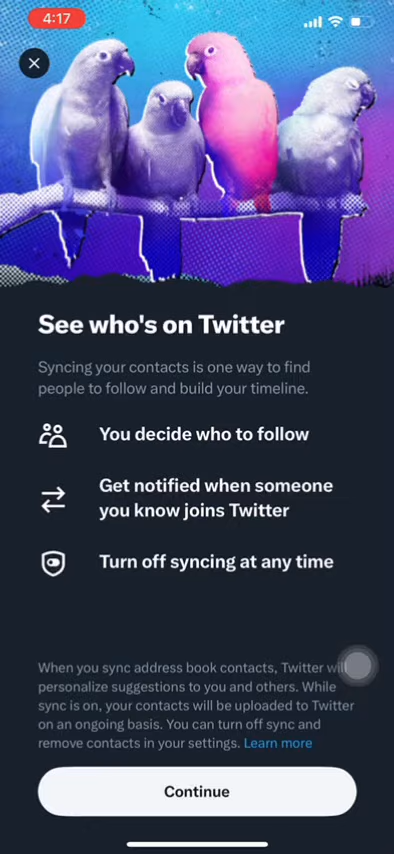 4:17
See who's on Twitter
Syncing your contacts is one way to find
people to follow and build your timeline.
You decide who to follow
Get notified when someone
you know joins Twitter
Turn off syncing at any time
When you sync address book contacts, Twitter will
personalize suggestions to you and others. While
sync is on, your contacts will be uploaded to Twitter
on an ongoing basis. You can turn off sync and
remove contacts in your settings. Learn more
Continue